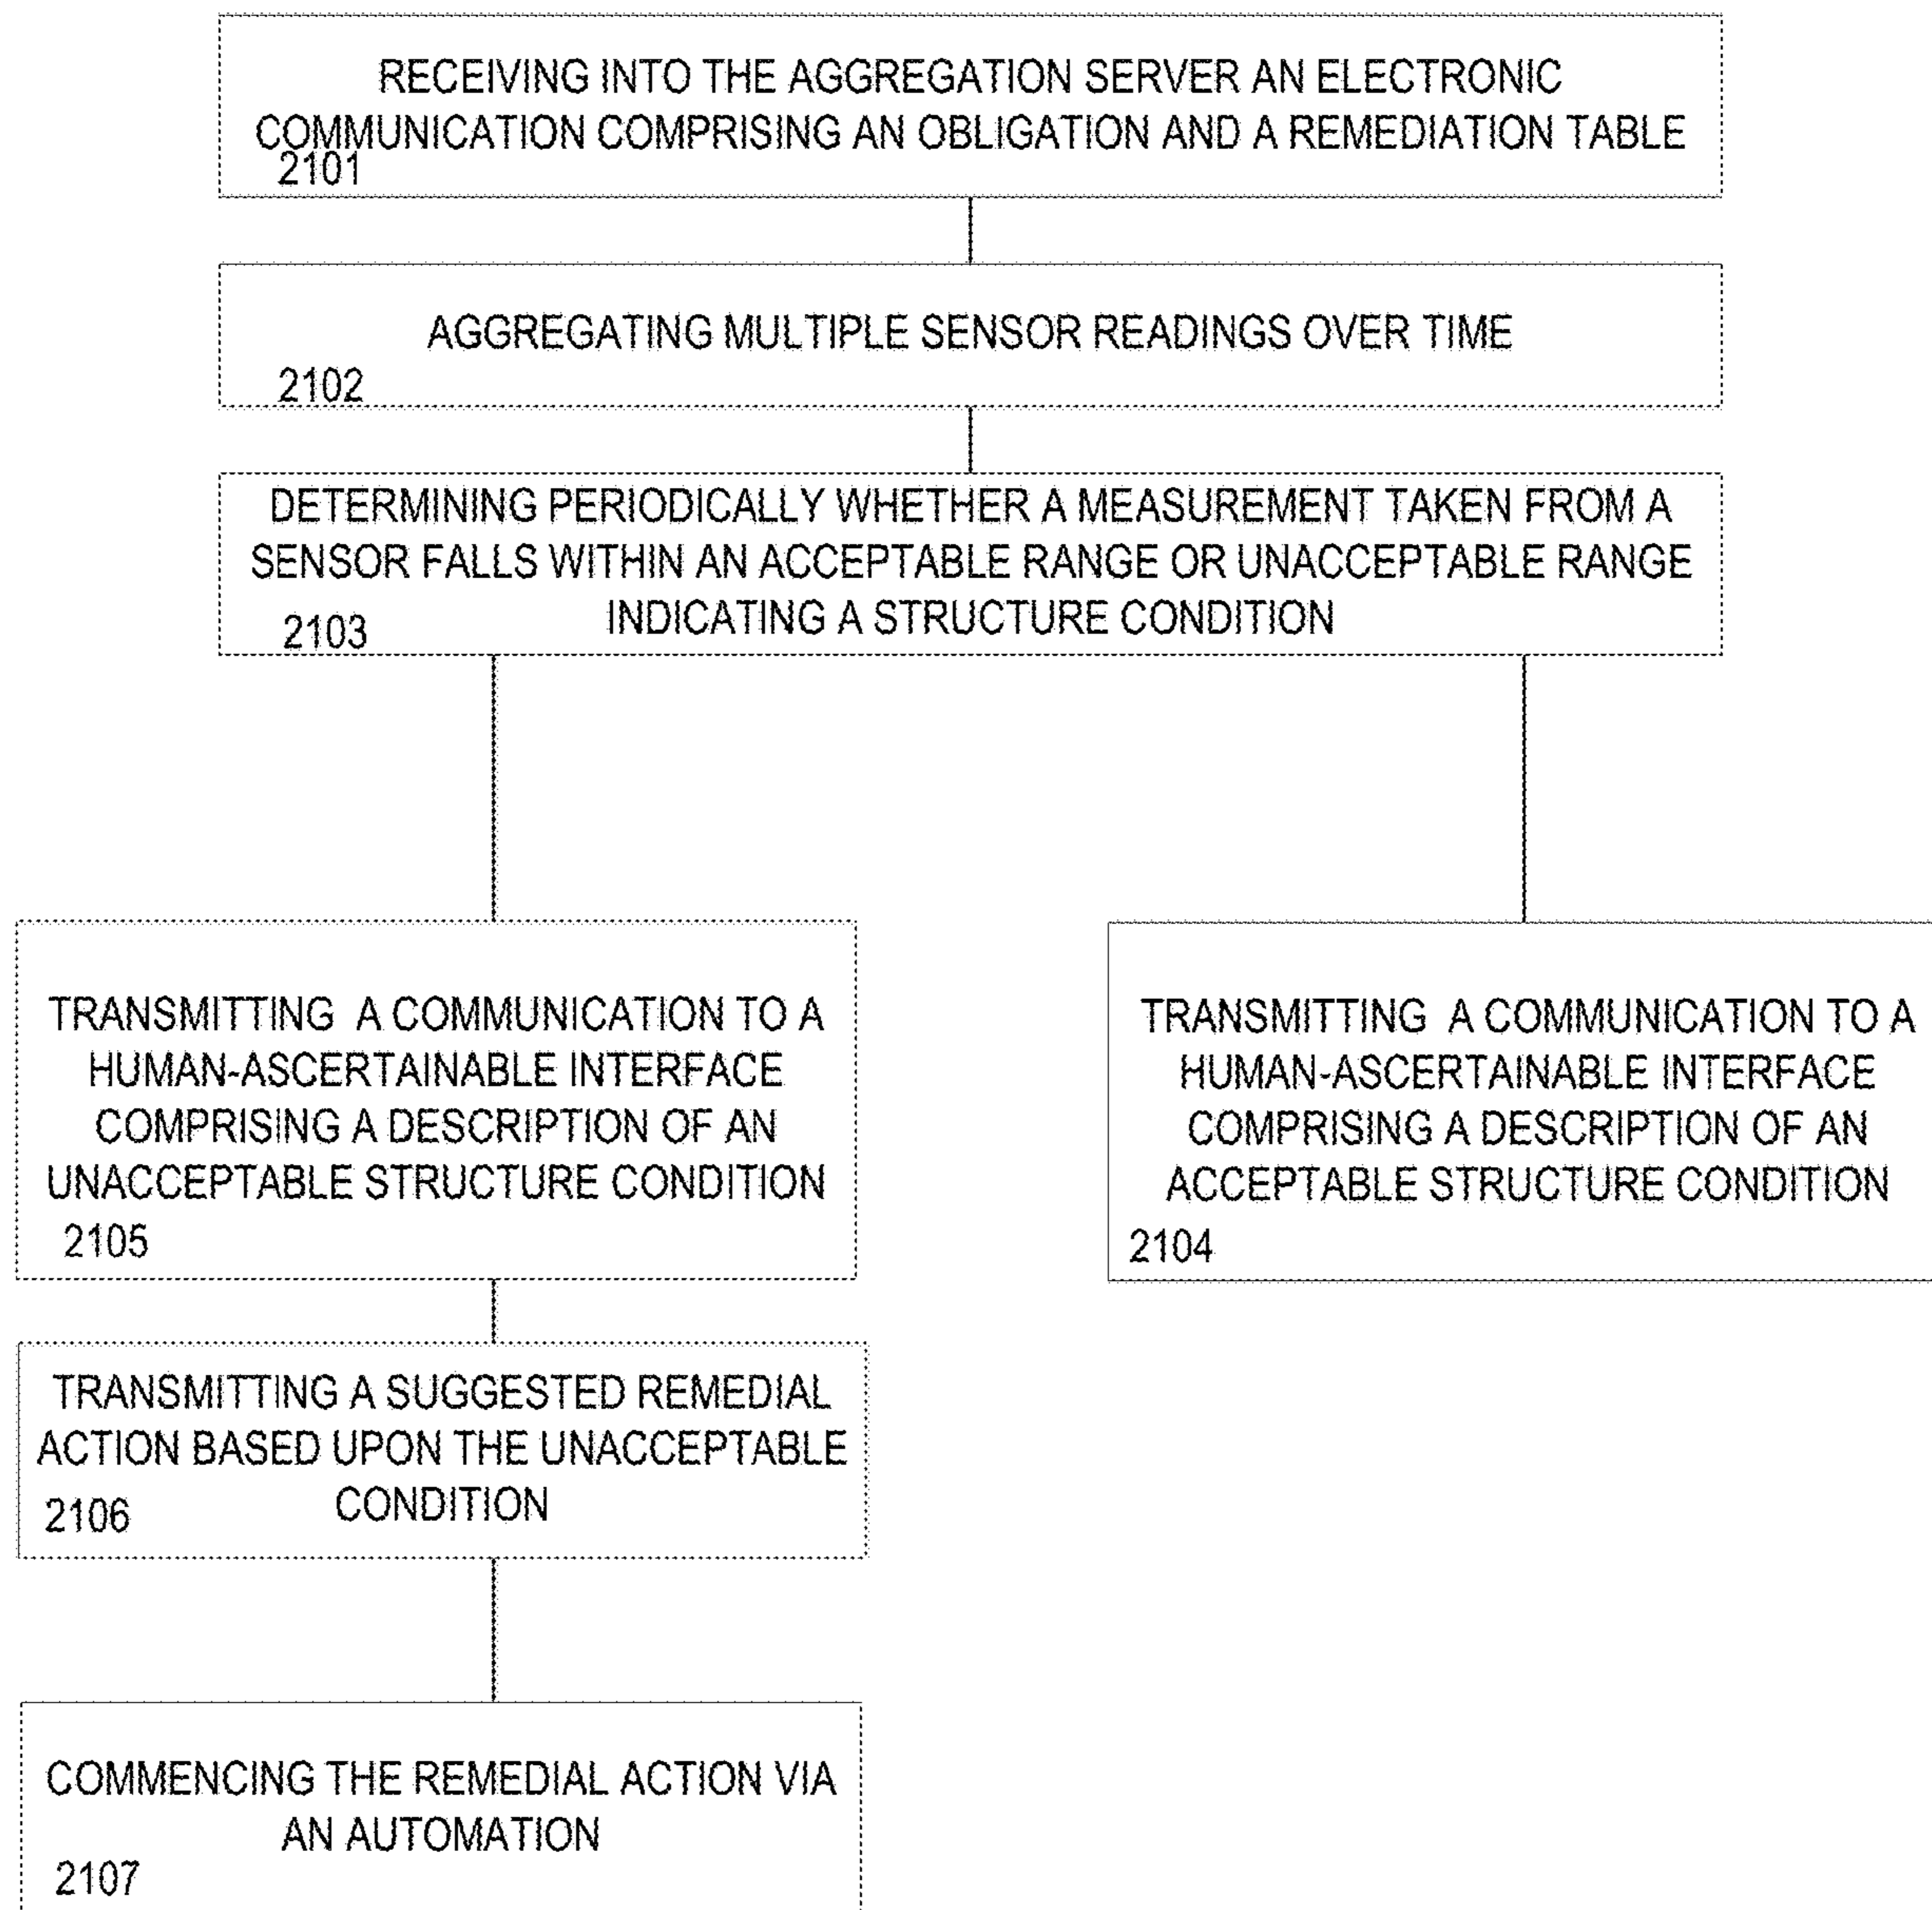 RECEIVING INTO THE AGGREGATION SERVER AN ELECTRONIC
COMMUNICATION COMPRISING AN OBLIGATION AND A REMEDIATION TABLE
2101
AGGREGATING MULTIPLE SENSOR READINGS OVER TIME
2102
DETERMINING PERIODICALLY WHETHER A MEASUREMENT TAKEN FROM A
SENSOR FALLS WITHIN AN ACCEPTABLE RANGE OR UNACCEPTABLE RANGE
INDICATING A STRUCTURE CONDITION
2103
TRANSMITTING A COMMUNICATION TO A
HUMAN-ASCERTAINABLE INTERFACE
COMPRISING A DESCRIPTION OF AN
UNACCEPTABLE STRUCTURE CONDITION
2105
TRANSMITTING A COMMUNICATION TO A
HUMAN-ASCERTAINABLE INTERFACE
COMPRISING A DESCRIPTION OF AN
ACCEPTABLE STRUCTURE CONDITION
2104
TRANSMITTING A SUGGESTED REMEDIAL
ACTION BASED UPON THE UNACCEPTABLE
CONDITION
2106
COMMENCING THE REMEDIAL ACTION VIA
AN AUTOMATION
2107